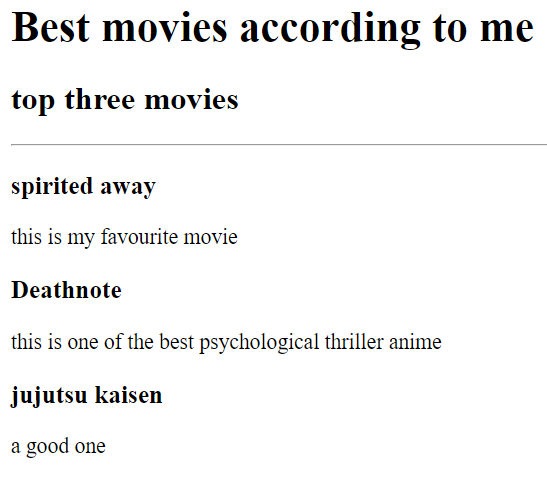 Best movies according to me
top three movies
spirited away
this is my favourite movie
Deathnote
this is one of the best psychological thriller anime
jujutsu kaisen
a good one